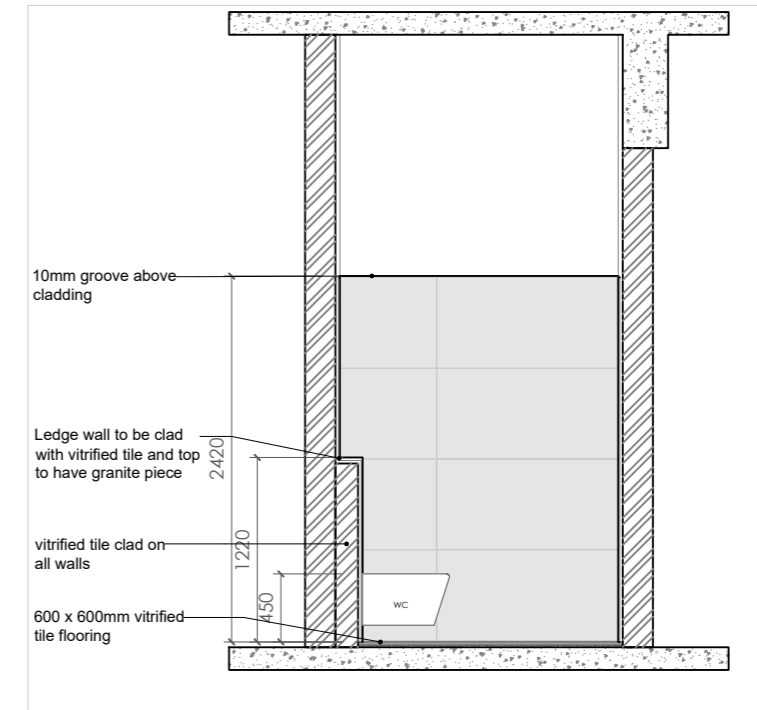 10mm groove above
cladding
Ledge wall to be clad
with vitrified tile and top
to have granite piece
2420
1220
vitrified tile clad on
all walls
450
WC
600 x 600mm vitrified
tile flooring